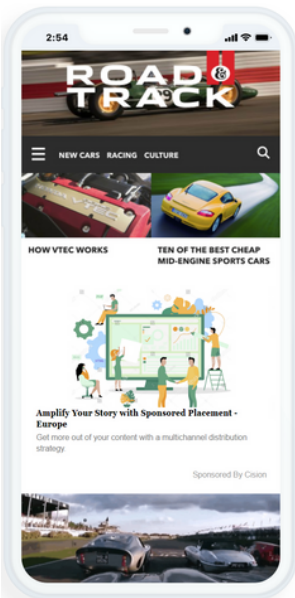 2:54
ROAD &
TRACK
NEW CARS RACING CULTURE
HOW VTEC WORKS
TEN OF THE BEST CHEAP
MID-ENGINE SPORTS CARS
Amplify Your Story with Sponsored Placement -
Europe
Get more out of your content with a multichannel distribution
strategy.
Sponsored By Cision